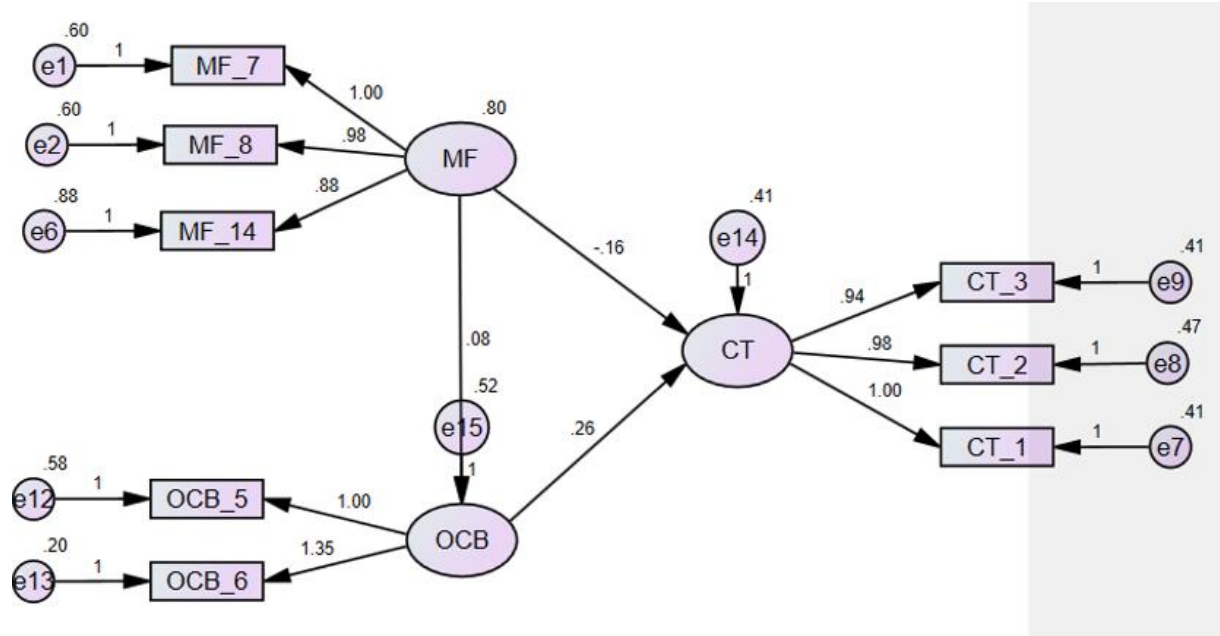 .60
e1
1
MF_7
1.00
.60
e2
1
MF_8
.98
.88
e6
1
MF_14
.88
.80
MF
-.16
.08
.52
e15
1
.41
e14
1
CT
.26
.94
CT_3
1
.41
e9
.98
CT_2
1
.47
e8
1.00
CT_1
1
.41
e7
.58
e12
1
OCB_5
1.00
OCB
.20
e13
1
OCB_6
1.35